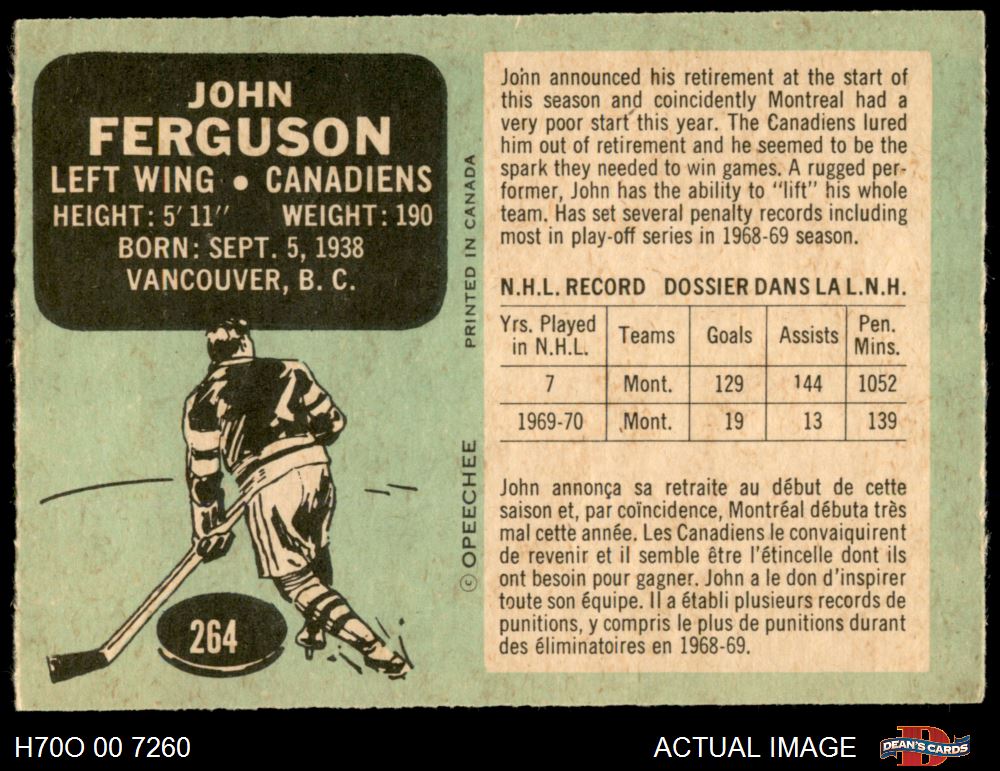 JOHN
FERGUSON
LEFT WING • CANADIENS
HEIGHT: 5' 11" WEIGHT: 190
BORN: SEPT. 5, 1938
VANCOUVER, B. C.
264
© OPEECHEE PRINTED IN CANADA
John announced his retirement at the start of
this season and coincidently Montreal had a
very poor start this year. The Canadiens lured
him out of retirement and he seemed to be the
spark they needed to win games. A rugged per-
former, John has the ability to "lift" his whole
team. Has set several penalty records including
most in play-off series in 1968-69 season.
N.H.L. RECORD DOSSIER DANS LA L.N.H.
Yrs. Played in N.H.L. Teams Goals Assists Pen. Mins.
7 Mont. 129 144 1052
1969-70 Mont. 19 13 139
John annonça sa retraite au début de cette
saison et, par coïncidence, Montréal débuta très
mal cette année. Les Canadiens le convaiquirent
de revenir et il semble être l'étincelle dont ils
ont besoin pour gagner. John a le don d'inspirer
toute son équipe. Il a établi plusieurs records de
punitions, y compris le plus de punitions durant
des éliminatoires en 1968-69.
H70O 00 7260
ACTUAL IMAGE
DEAN'S CARDS